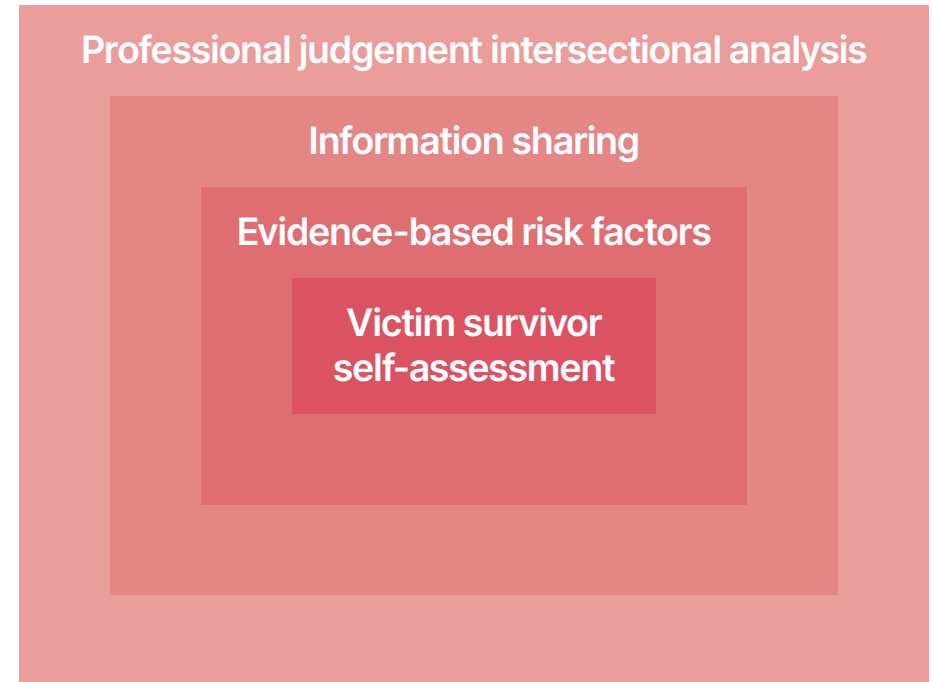 Professional judgement intersectional analysis
Information sharing
Evidence-based risk factors
Victim survivor
self-assessment